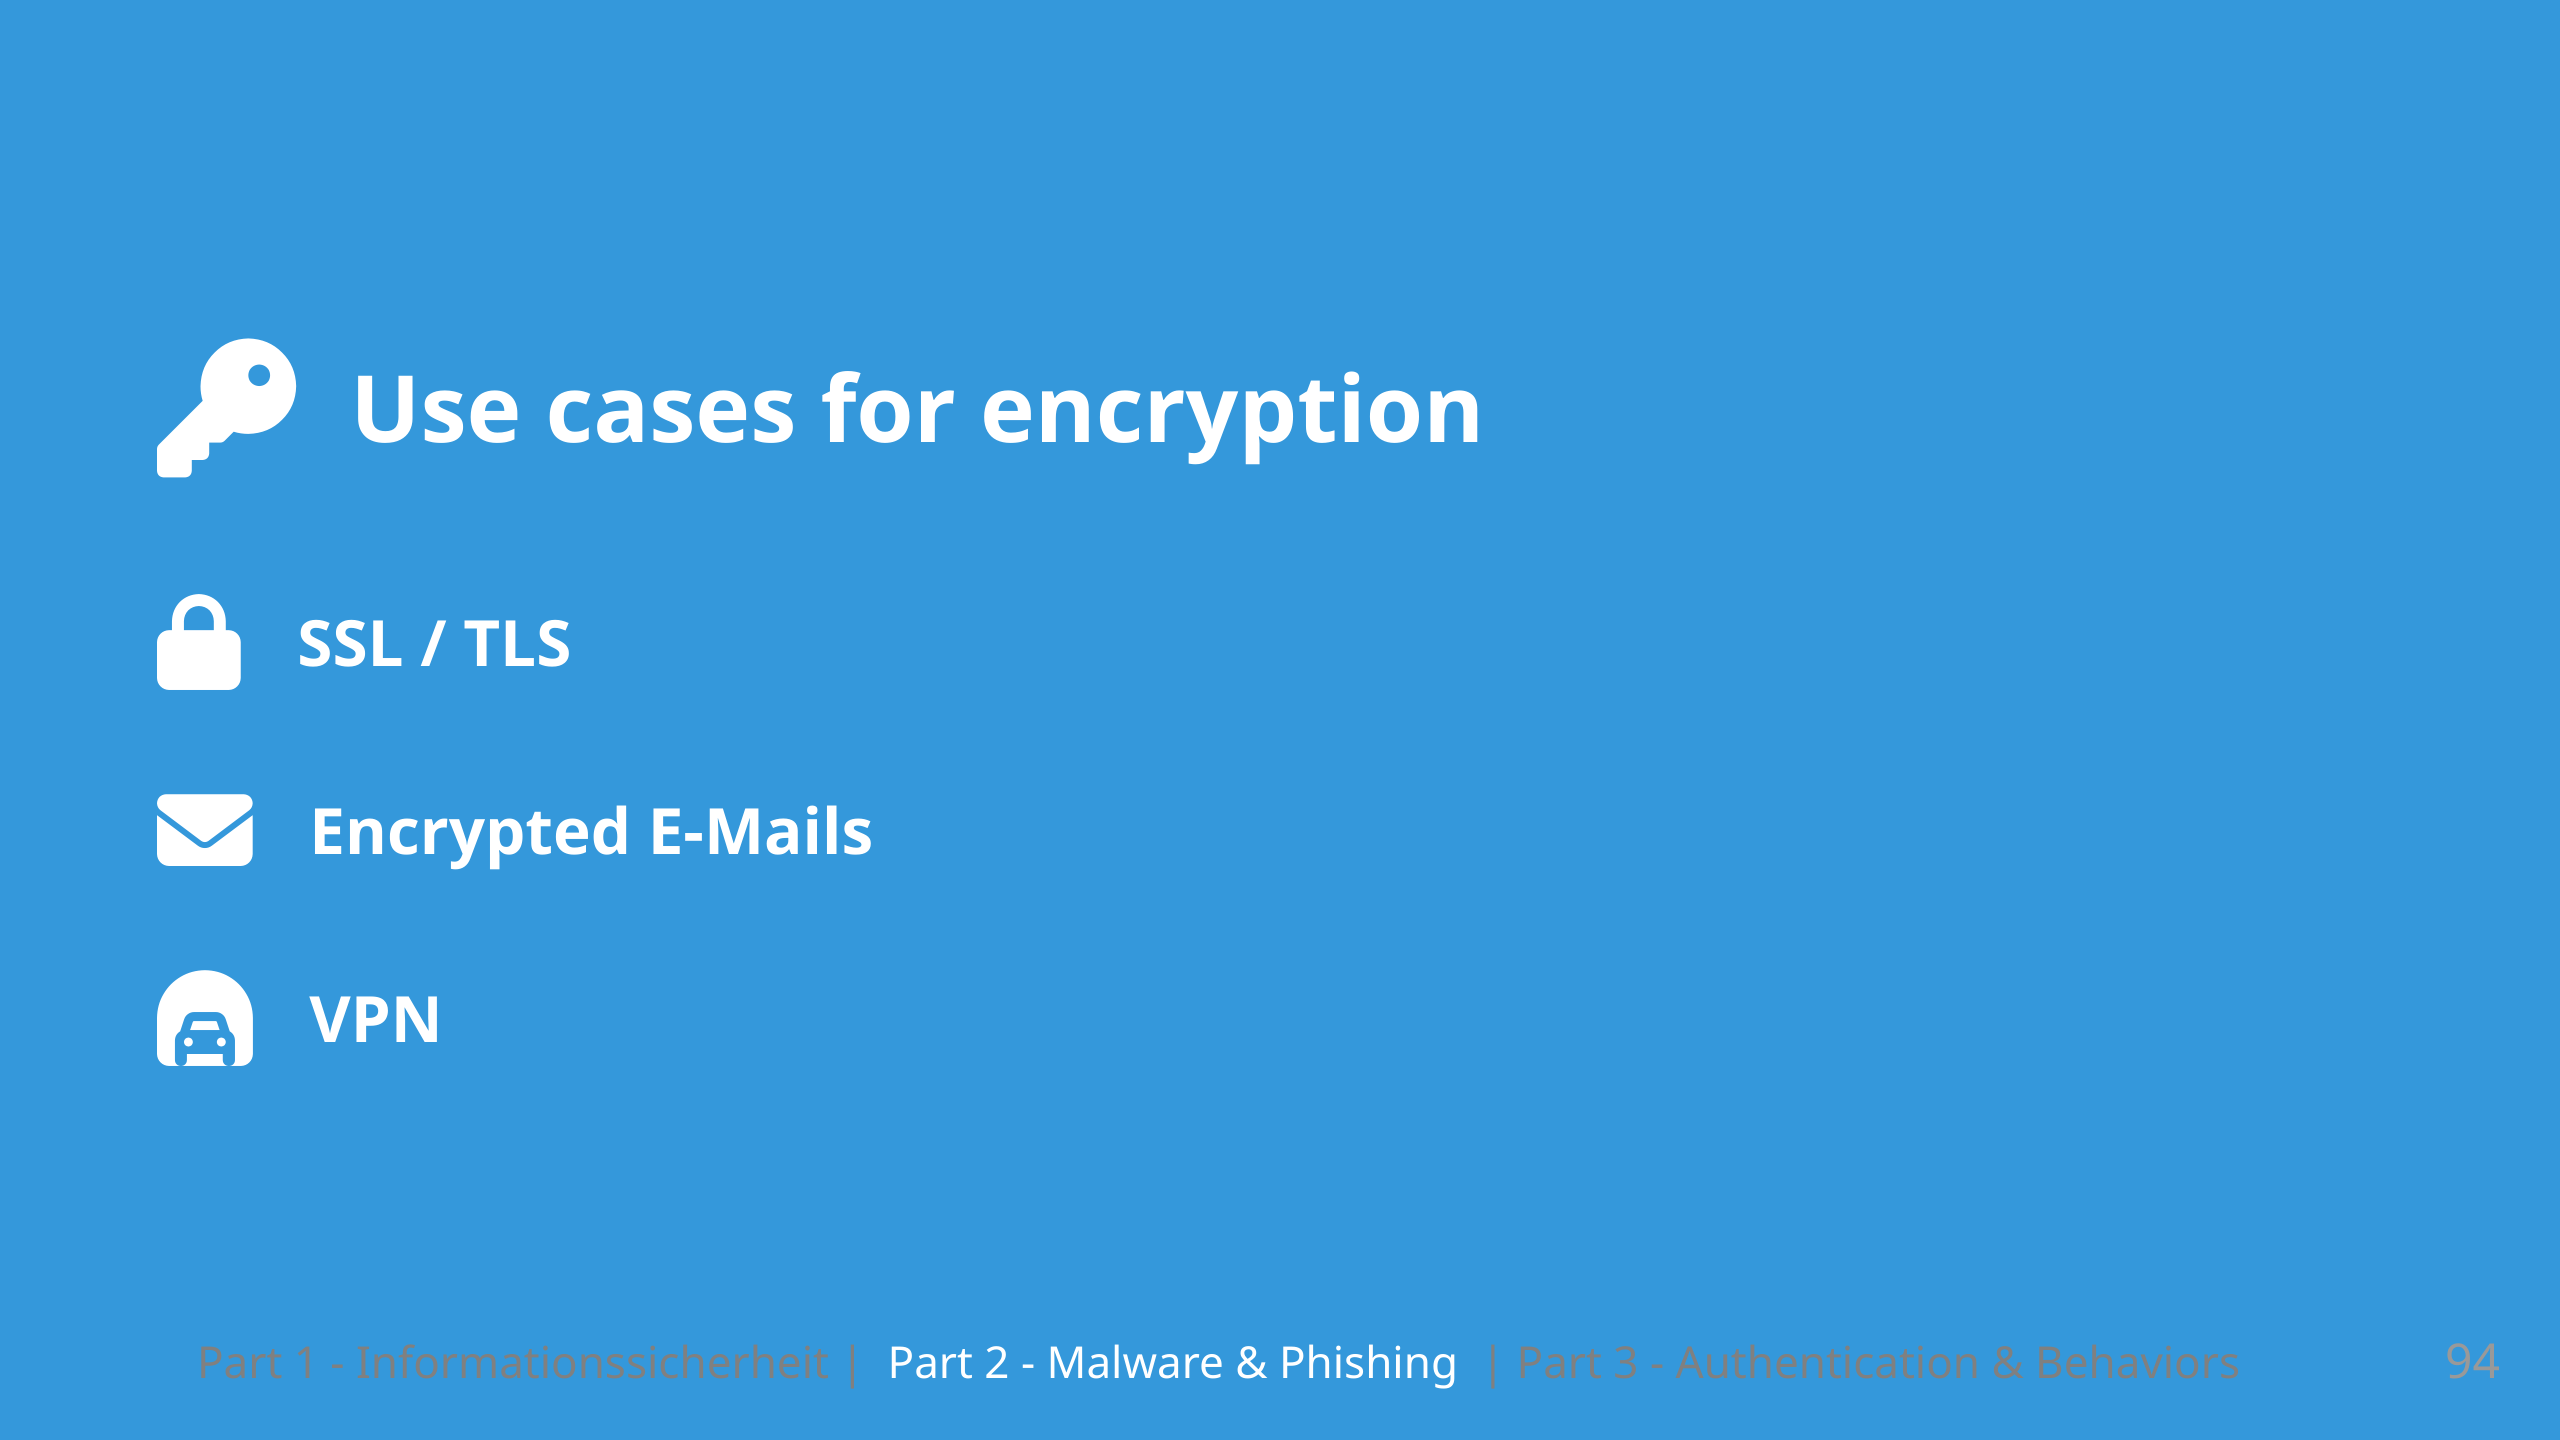 Use cases for encryption
SSL / TLS
Encrypted E-Mails
VPN
Part 1 - Informationssicherheit | Part 2 - Malware & Phishing | Part 3 - Authentication & Behaviors 94